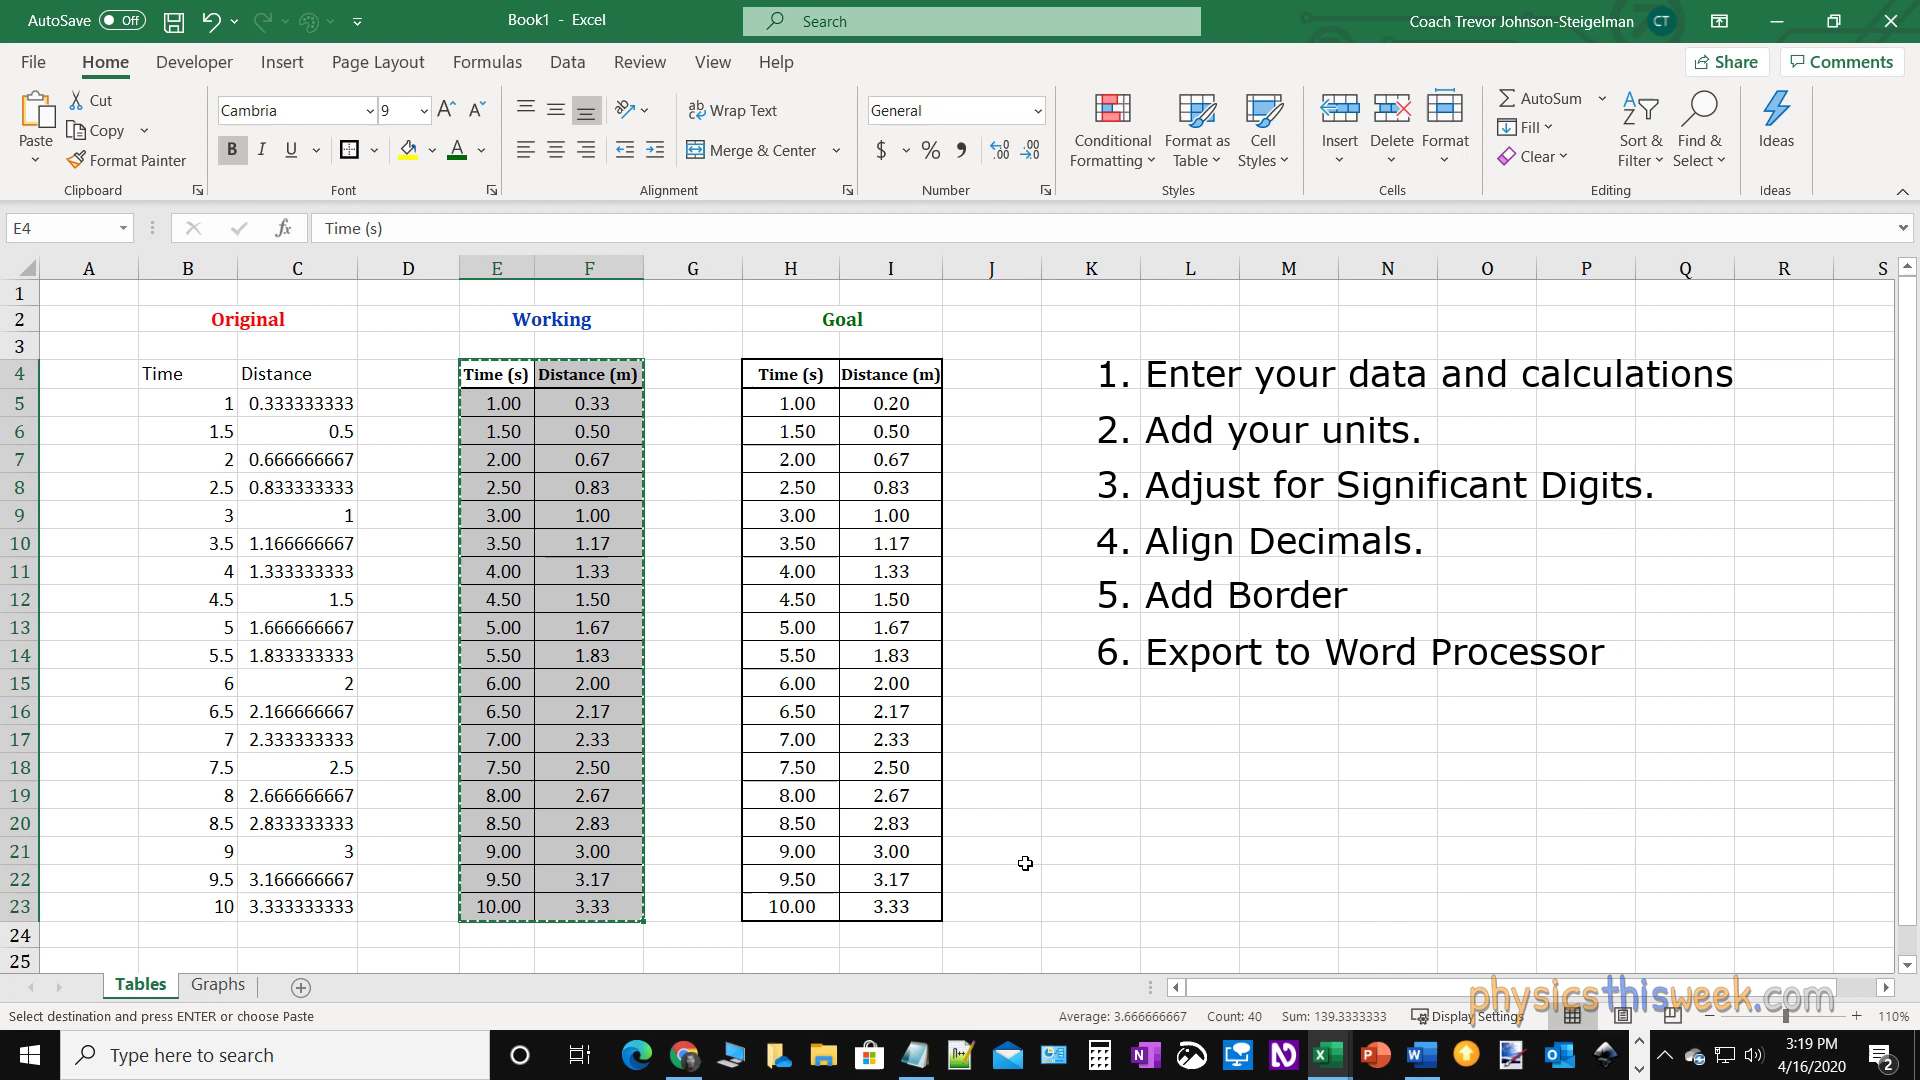 AutoSave Off Book1 - Excel Search Coach Trevor Johnson-Steigelman CT
File Home Developer Insert Page Layout Formulas Data Review View Help Share Comments
Paste Cut Copy Format Painter Clipboard
Cambria 9 A^ A˅ B I U A Font
ab Wrap Text Merge & Center Alignment
General $ % , .00 .00 Number
Conditional Formatting Format as Table Cell Styles Styles
Insert Delete Format Cells
AutoSum Fill Clear Sort & Filter Find & Select Editing
Ideas Ideas
E4 fx Time (s)
A B C D E F G H I J K L M N O P Q R S
1
2 Original Working Goal
3
4 Time Distance Time (s) Distance (m) Time (s) Distance (m)
5 1 0.333333333 1.00 0.33 1.00 0.20
6 1.5 0.5 1.50 0.50 1.50 0.50
7 2 0.666666667 2.00 0.67 2.00 0.67
8 2.5 0.833333333 2.50 0.83 2.50 0.83
9 3 1 3.00 1.00 3.00 1.00
10 3.5 1.166666667 3.50 1.17 3.50 1.17
11 4 1.333333333 4.00 1.33 4.00 1.33
12 4.5 1.5 4.50 1.50 4.50 1.50
13 5 1.666666667 5.00 1.67 5.00 1.67
14 5.5 1.833333333 5.50 1.83 5.50 1.83
15 6 2 6.00 2.00 6.00 2.00
16 6.5 2.166666667 6.50 2.17 6.50 2.17
17 7 2.333333333 7.00 2.33 7.00 2.33
18 7.5 2.5 7.50 2.50 7.50 2.50
19 8 2.666666667 8.00 2.67 8.00 2.67
20 8.5 2.833333333 8.50 2.83 8.50 2.83
21 9 3 9.00 3.00 9.00 3.00
22 9.5 3.166666667 9.50 3.17 9.50 3.17
23 10 3.333333333 10.00 3.33 10.00 3.33
24
25
1. Enter your data and calculations
2. Add your units.
3. Adjust for Significant Digits.
4. Align Decimals.
5. Add Border
6. Export to Word Processor
Tables Graphs
physicsthisweek.com
Select destination and press ENTER or choose Paste Average: 3.666666667 Count: 40 Sum: 139.3333333 Display Settings 110%
Type here to search
3:19 PM
4/16/2020
2